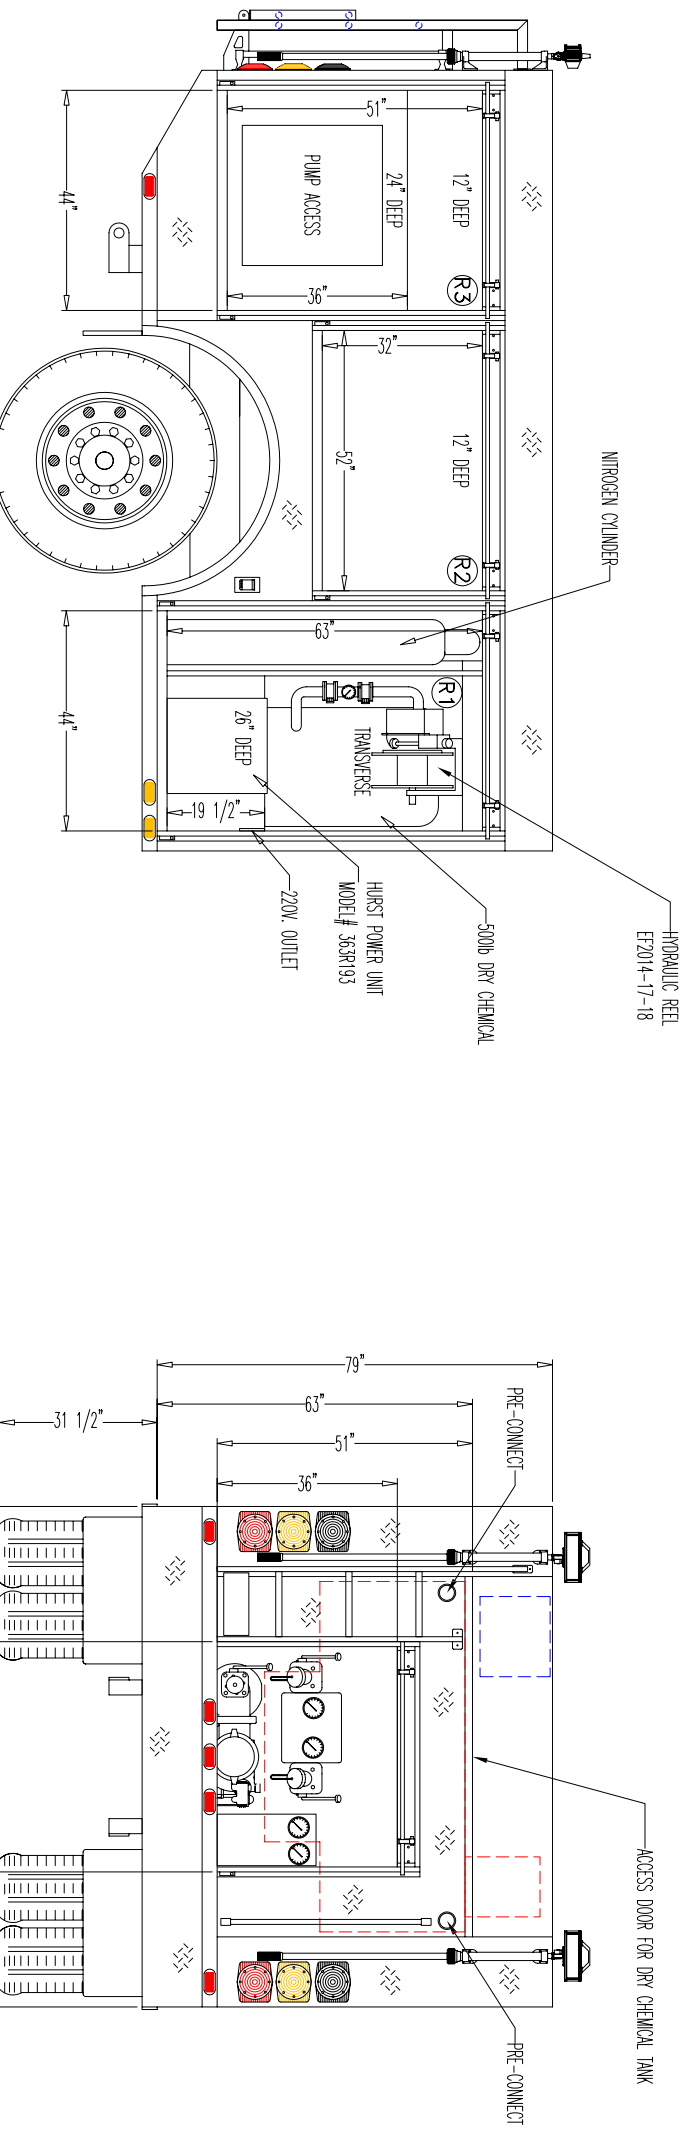 NITROGEN CYLINDER
HYDRAULIC REEL
EF2014-17-18
500lb DRY CHEMICAL
HURST POWER UNIT
MODEL# 363R193
220V. OUTLET
51"
12" DEEP
24" DEEP
PUMP ACCESS
36"
R3
44"
32"
12" DEEP
52"
R2
63"
R1
TRANSVERSE
26" DEEP
19 1/2"
44"
79"
63"
51"
36"
31 1/2"
PRE-CONNECT
ACCESS DOOR FOR DRY CHEMICAL TANK
PRE-CONNECT